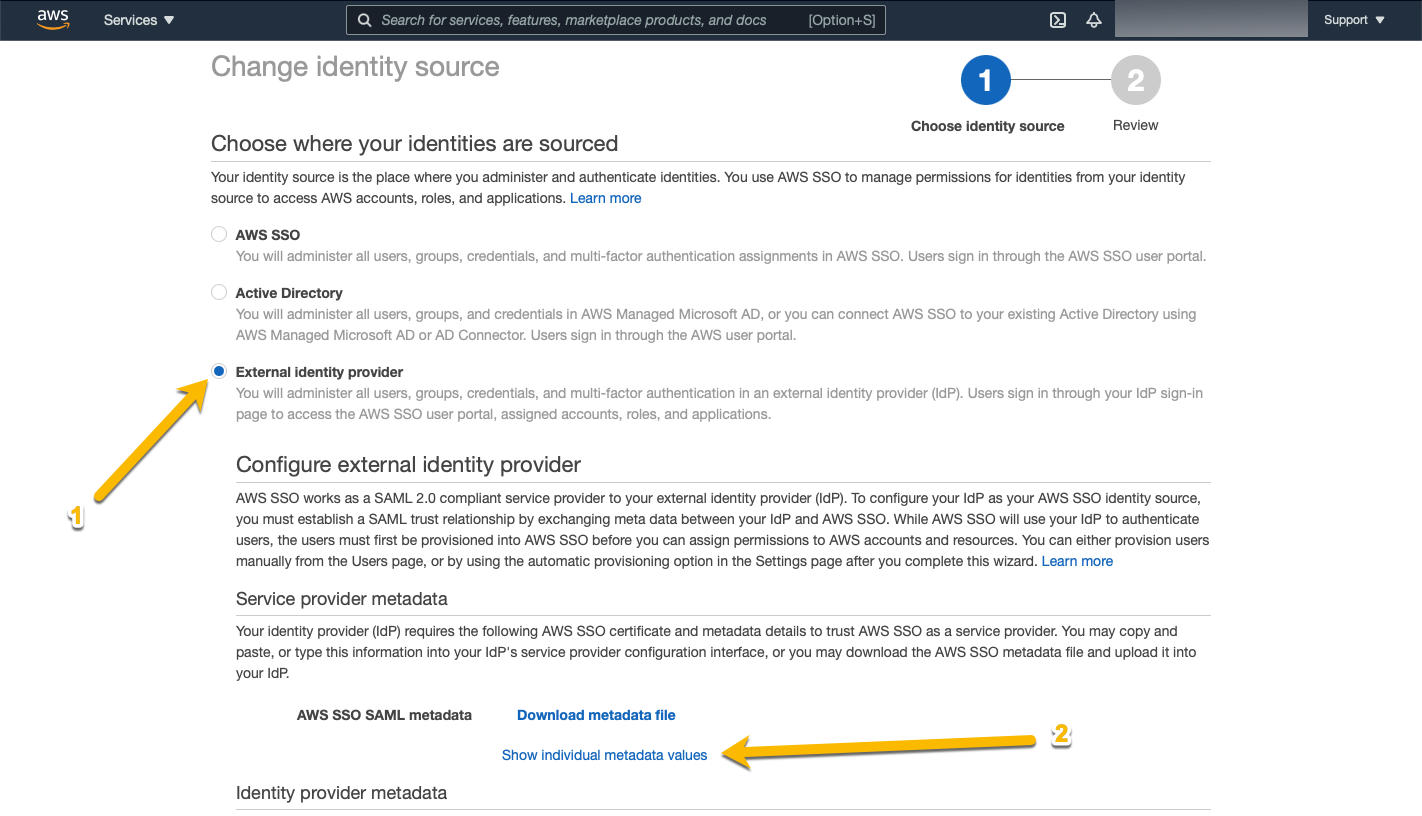 aws
Services
Search for services, features, marketplace products, and docs
[Option+S]
Support
Change identity source
1
2
Choose identity source
Review
Choose where your identities are sourced
Your identity source is the place where you administer and authenticate identities. You use AWS SSO to manage permissions for identities from your identity
source to access AWS accounts, roles, and applications. Learn more
AWS SSO
You will administer all users, groups, credentials, and multi-factor authentication assignments in AWS SSO. Users sign in through the AWS SSO user portal.
Active Directory
You will administer all users, groups, and credentials in AWS Managed Microsoft AD, or you can connect AWS SSO to your existing Active Directory using
AWS Managed Microsoft AD or AD Connector. Users sign in through the AWS user portal.
External identity provider
You will administer all users, groups, credentials, and multi-factor authentication in an external identity provider (IdP). Users sign in through your IdP sign-in
page to access the AWS SSO user portal, assigned accounts, roles, and applications.
1
Configure external identity provider
AWS SSO works as a SAML 2.0 compliant service provider to your external identity provider (IdP). To configure your IdP as your AWS SSO identity source,
you must establish a SAML trust relationship by exchanging meta data between your IdP and AWS SSO. While AWS SSO will use your IdP to authenticate
users, the users must first be provisioned into AWS SSO before you can assign permissions to AWS accounts and resources. You can either provision users
manually from the Users page, or by using the automatic provisioning option in the Settings page after you complete this wizard. Learn more
Service provider metadata
Your identity provider (IdP) requires the following AWS SSO certificate and metadata details to trust AWS SSO as a service provider. You may copy and
paste, or type this information into your IdP's service provider configuration interface, or you may download the AWS SSO metadata file and upload it into
your IdP.
AWS SSO SAML metadata
Download metadata file
Show individual metadata values
2
Identity provider metadata